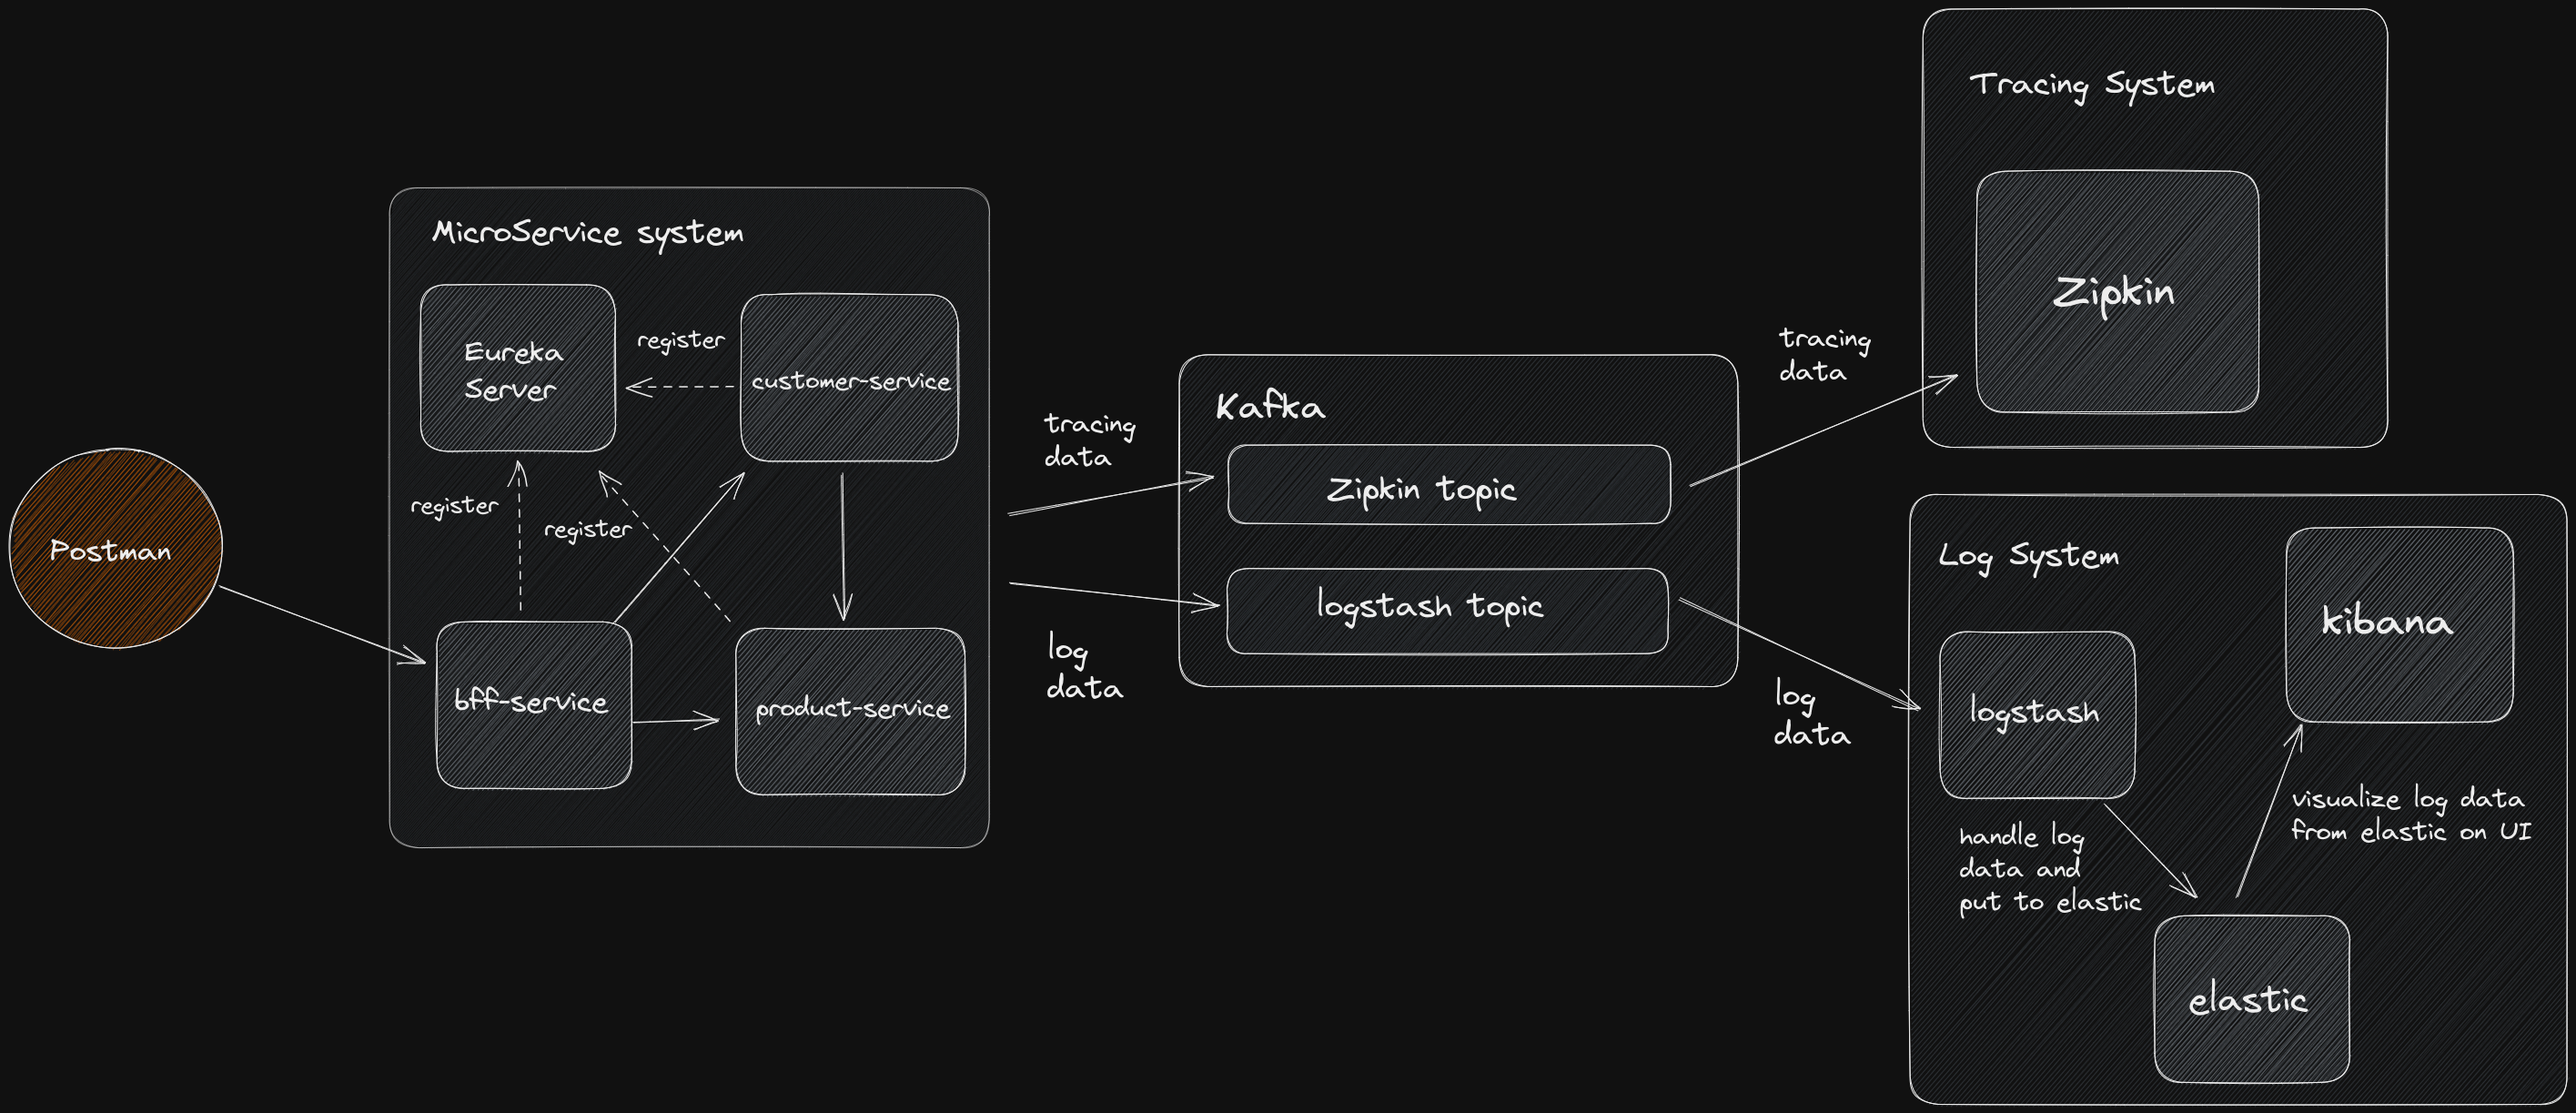 Postman
MicroService system
Eureka
Server
register
customer-service
register
register
bff-service
product-service
tracing
data
log
data
Kafka
Zipkin topic
logstash topic
tracing
data
log
data
Tracing System
Zipkin
Log System
logstash
kibana
handle log
data and
put to elastic
visualize log data
from elastic on UI
elastic